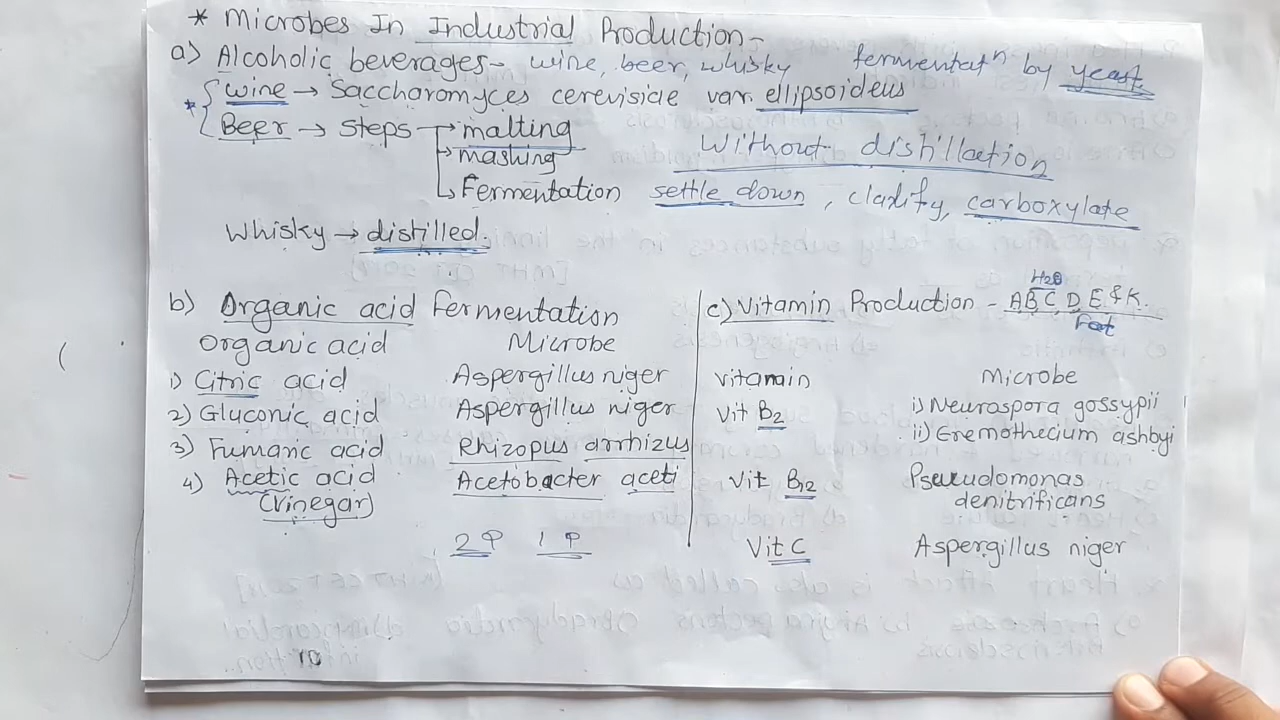 * Microbes In Industrial Production -
a) Alcoholic beverages- wine, beer, whisky fermentatⁿ by yeast
* { wine → Saccharomyces cerevisiae var. ellipsoideus
Beer → steps → malting
→ mashing
Without distillation
→ Fermentation settle down, clarify, carboxylate
Whisky → distilled.
b) Organic acid fermentation
Organic acid Microbe
1) Citric acid Aspergillus niger
2) Gluconic acid Aspergillus niger
3) Fumaric acid Rhizopus arrhizus
4) Acetic acid Acetobacter aceti
(Vinegar)
2 φ 1 φ
c) Vitamin Production - A B, C, D, E & K.
H2O
Fat
Vitamin Microbe
Vit B2 i) Neuraspora gossypii
ii) Eremothecium ashbyi
Vit B12 Pseuudomonas
denitrificans
Vit C Aspergillus niger